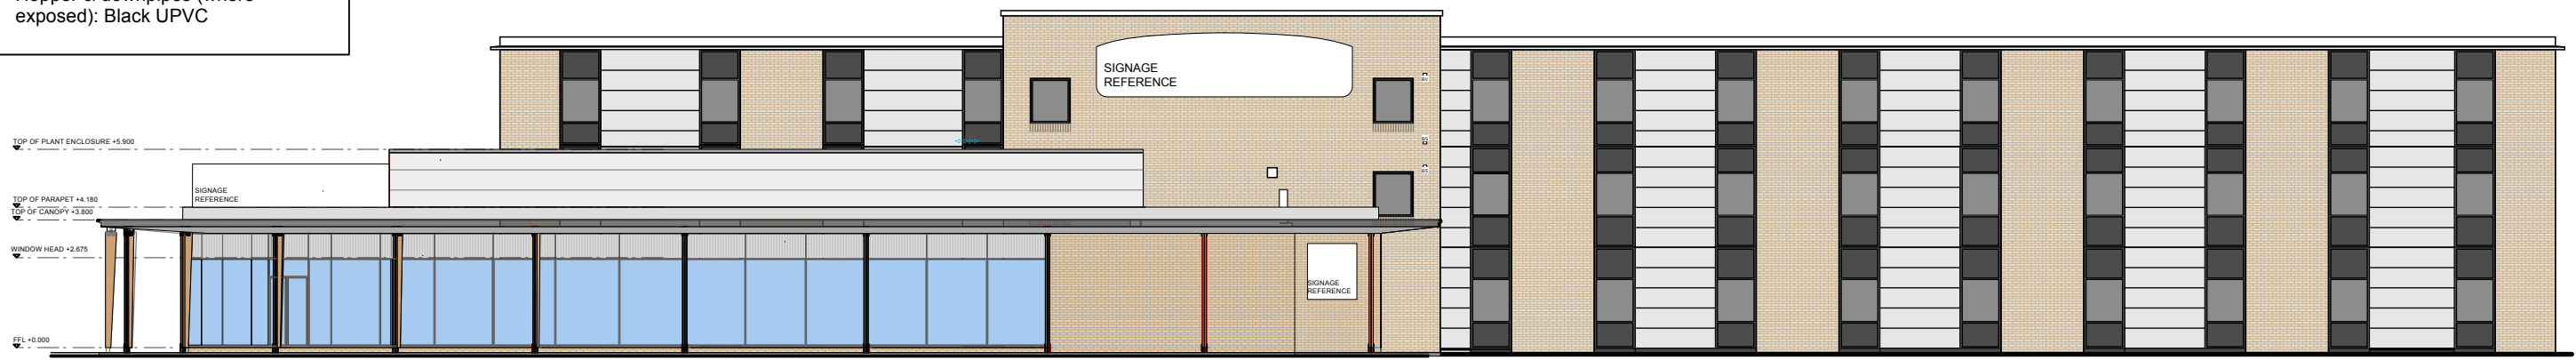 exposed): Black UPVC
SIGNAGE
REFERENCE
TOP OF PLANT ENCLOSURE +5.900
SIGNAGE
REFERENCE
TOP OF PARAPET +4.180
TOP OF CANOPY +3.800
WINDOW HEAD +2.675
SIGNAGE
REFERENCE
FFL +0.000